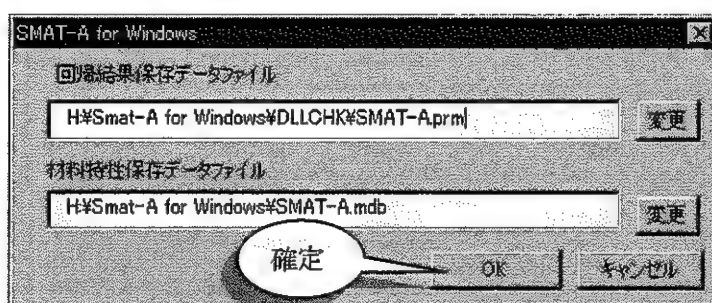 SMAT-A for Windows
回帰結果保存データファイル
H:¥Smat-A for Windows¥DLLCHK¥SMAT-A.prm
変更
材料特性保存データファイル
H:¥Smat-A for Windows¥SMAT-A.mdb
変更
確定
OK
キャンセル